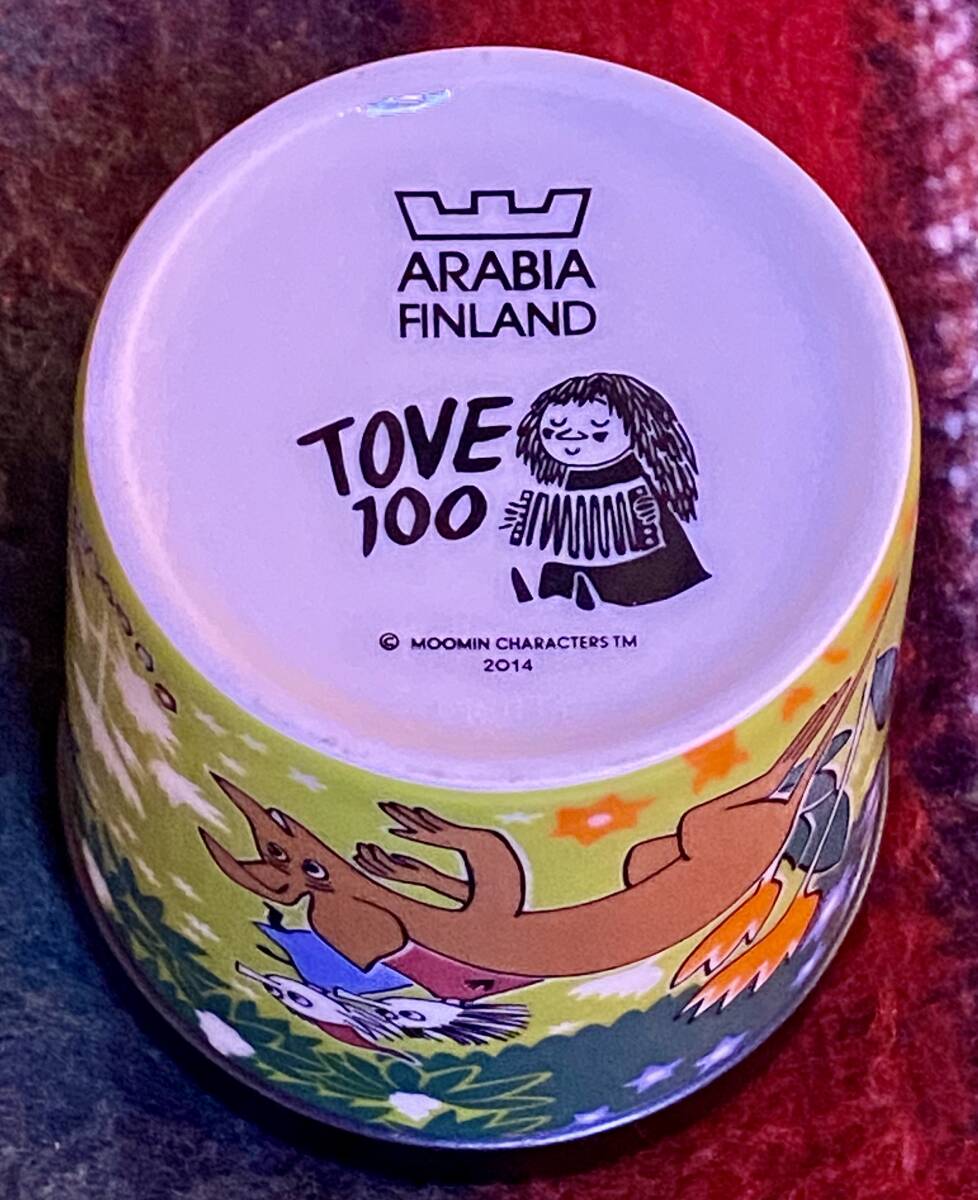 ARABIA
FINLAND
TOVE
100
© MOOMIN CHARACTERS TM
2014